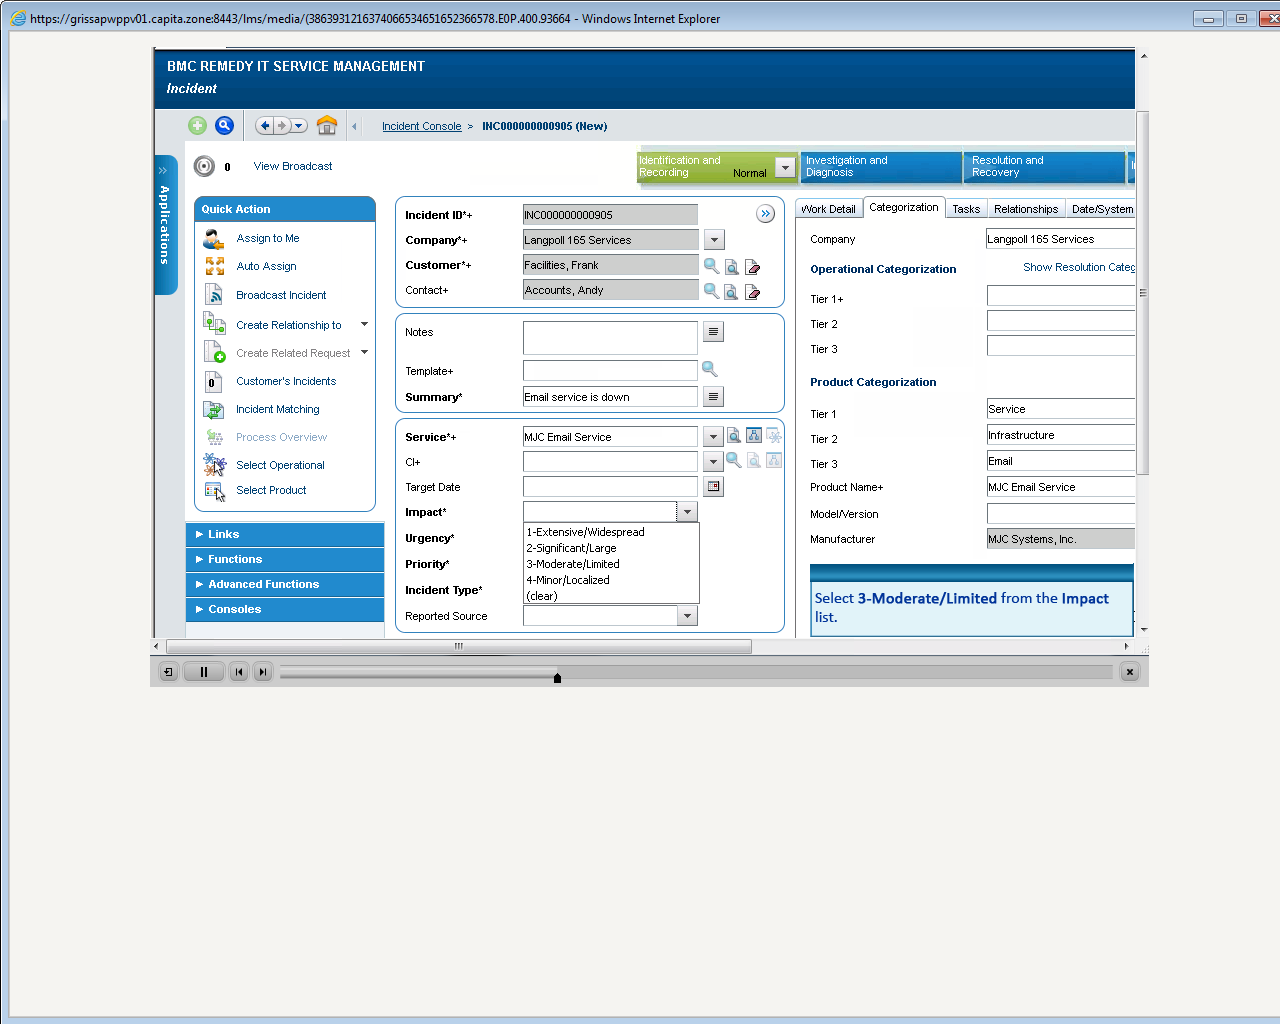 https://grissapwppv01.capita.zone:8443/lms/media/(3863931216374066534651652366578.E0P.400.93664 - Windows Internet Explorer
BMC REMEDY IT SERVICE MANAGEMENT
Incident
Incident Console > INC000000000905 (New)
0 View Broadcast
Identification and Recording Normal
Investigation and Diagnosis
Resolution and Recovery
Applications
Quick Action
Assign to Me
Auto Assign
Broadcast Incident
Create Relationship to
Create Related Request
0 Customer's Incidents
Incident Matching
Process Overview
Select Operational
Select Product
Links
Functions
Advanced Functions
Consoles
Incident ID*+ INC000000000905
Company*+ Langpoll 165 Services
Customer*+ Facilities, Frank
Contact+ Accounts, Andy
Notes
Template+
Summary* Email service is down
Service*+ MJC Email Service
CI+
Target Date
Impact*
1-Extensive/Widespread
2-Significant/Large
3-Moderate/Limited
4-Minor/Localized
(clear)
Urgency*
Priority*
Incident Type*
Reported Source
Work Detail Categorization Tasks Relationships Date/System
Company Langpoll 165 Services
Operational Categorization Show Resolution Categ
Tier 1+
Tier 2
Tier 3
Product Categorization
Tier 1 Service
Tier 2 Infrastructure
Tier 3 Email
Product Name+ MJC Email Service
Model/Version
Manufacturer MJC Systems, Inc.
Select 3-Moderate/Limited from the Impact
list.